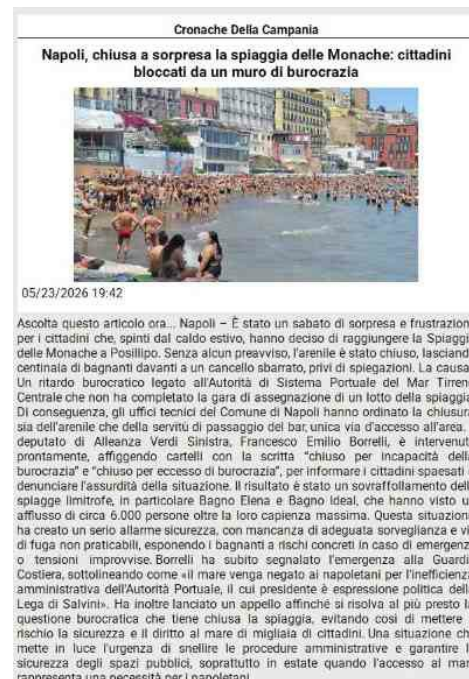 Cronache Della Campania
Napoli, chiusa a sorpresa la spiaggia delle Monache: cittadini
bloccati da un muro di burocrazia
05/23/2026 19:42
Ascolta questo articolo ora... Napoli – È stato un sabato di sorpresa e frustrazion
per i cittadini che, spinti dal caldo estivo, hanno deciso di raggiungere la Spiaggi
delle Monache a Posillipo. Senza alcun preavviso, l'arenile è stato chiuso, lasciand
centinaia di bagnanti davanti a un cancello sbarrato, privi di spiegazioni. La causa
Un ritardo burocratico legato all'Autorità di Sistema Portuale del Mar Tirren
Centrale che non ha completato la gara di assegnazione di un lotto della spiaggia
Di conseguenza, gli uffici tecnici del Comune di Napoli hanno ordinato la chiusur
sia dell'arenile che della servitù di passaggio del bar, unica via d'accesso all'area.
deputato di Alleanza Verdi Sinistra, Francesco Emilio Borrelli, è intervenut
prontamente, affiggendo cartelli con la scritta "chiuso per incapacità dell
burocrazia" e "chiuso per eccesso di burocrazia", per informare i cittadini spaesati
denunciare l'assurdità della situazione. Il risultato è stato un sovraffollamento dell
spiagge limitrofe, in particolare Bagno Elena e Bagno Ideal, che hanno visto u
afflusso di circa 6.000 persone oltre la loro capienza massima. Questa situazion
ha creato un serio allarme sicurezza, con mancanza di adeguata sorveglianza e vi
di fuga non praticabili, esponendo i bagnanti a rischi concreti in caso di emergenz
o tensioni improvvise. Borrelli ha subito segnalato l'emergenza alla Guardi
Costiera, sottolineando come «il mare venga negato ai napoletani per l'inefficienz
amministrativa dell'Autorità Portuale, il cui presidente è espressione politica dell
Lega di Salvini». Ha inoltre lanciato un appello affinché si risolva al più presto l
questione burocratica che tiene chiusa la spiaggia, evitando così di mettere
rischio la sicurezza e il diritto al mare di migliaia di cittadini. Una situazione ch
mette in luce l'urgenza di snellire le procedure amministrative e garantire l
sicurezza degli spazi pubblici, soprattutto in estate quando l'accesso al mar
rappresenta una necessità per i napoletani